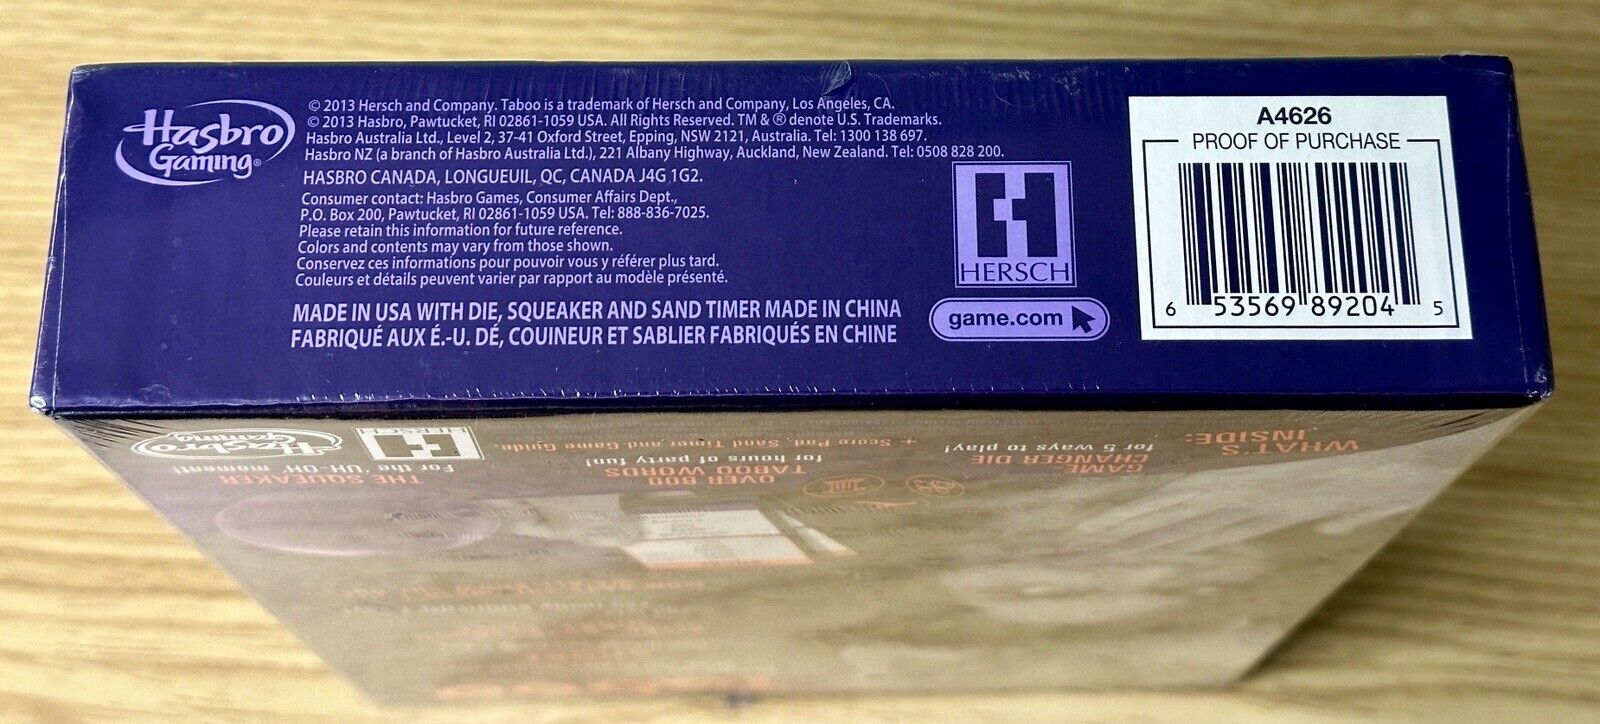 Hasbro
Gaming®
© 2013 Hersch and Company. Taboo is a trademark of Hersch and Company, Los Angeles, CA.
© 2013 Hasbro, Pawtucket, RI 02861-1059 USA. All Rights Reserved. TM & ® denote U.S. Trademarks.
Hasbro Australia Ltd., Level 2, 37-41 Oxford Street, Epping, NSW 2121, Australia. Tel: 1300 138 697.
Hasbro NZ (a branch of Hasbro Australia Ltd.), 221 Albany Highway, Auckland, New Zealand. Tel: 0508 828 200.
HASBRO CANADA, LONGUEUIL, QC, CANADA J4G 1G2.
Consumer contact: Hasbro Games, Consumer Affairs Dept.,
P.O. Box 200, Pawtucket, RI 02861-1059 USA. Tel: 888-836-7025.
Please retain this information for future reference.
Colors and contents may vary from those shown.
Conservez ces informations pour pouvoir vous y référer plus tard.
Couleurs et détails peuvent varier par rapport au modèle présenté.
MADE IN USA WITH DIE, SQUEAKER AND SAND TIMER MADE IN CHINA
FABRIQUÉ AUX É.-U. DÉ, COUINEUR ET SABLIER FABRIQUÉS EN CHINE
HERSCH
game.com
A4626
PROOF OF PURCHASE
6 53569 89204 5
WHAT'S
INSIDE:
GAME
CHANGER DIE
for 5 ways to play!
OVER 800
TABOO WORDS
for hours of party fun!
+ Score Pad, Sand Timer, and Game Guide.
THE SQUEAKER
For the 'UH-OH' moment!
HERSCH
Hasbro
Gaming